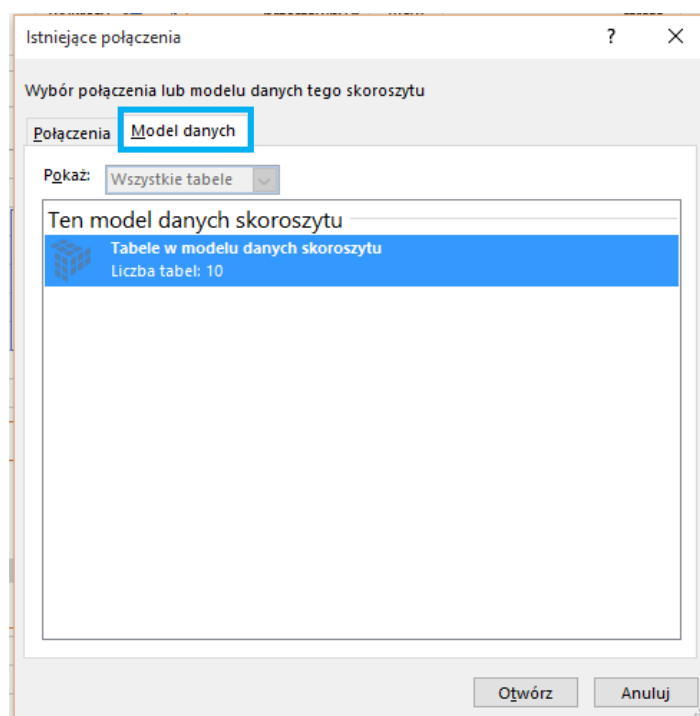 Istniejące połączenia ?
Wybór połączenia lub modelu danych tego skoroszytu
Połączenia Model danych
Pokaż: Wszystkie tabele
Ten model danych skoroszytu
Tabele w modelu danych skoroszytu
Liczba tabel: 10
Otwórz Anuluj